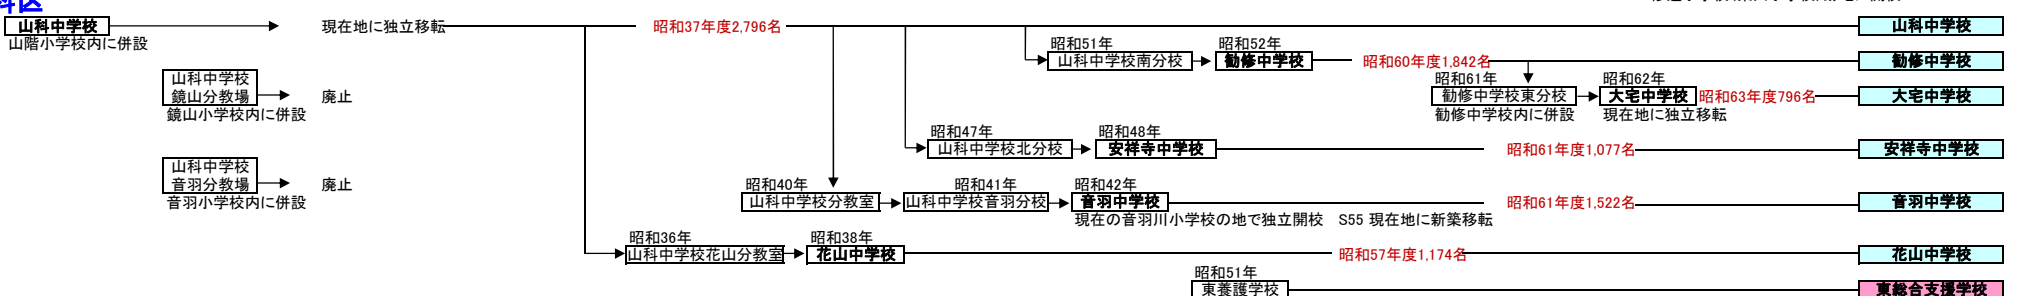 科区
山科中学校
山階小学校内に併設
現在地に独立移転
昭和37年度2,796名
山科中学校
昭和51年
山科中学校南分校
昭和52年
勧修中学校
昭和60年度1,842名
勧修中学校
山科中学校
鏡山分教場
鏡山小学校内に併設
廃止
昭和61年
勧修中学校東分校
勧修中学校内に併設
昭和62年
大宅中学校
現在地に独立移転
昭和63年度796名
大宅中学校
昭和47年
山科中学校北分校
昭和48年
安祥寺中学校
昭和61年度1,077名
安祥寺中学校
山科中学校
音羽分教場
音羽小学校内に併設
廃止
昭和40年
山科中学校分教室
昭和41年
山科中学校音羽分校
昭和42年
音羽中学校
現在の音羽川小学校の地で独立開校　S55 現在地に新築移転
昭和61年度1,522名
音羽中学校
昭和36年
山科中学校花山分教室
昭和38年
花山中学校
昭和57年度1,174名
花山中学校
昭和51年
東養護学校
東総合支援学校